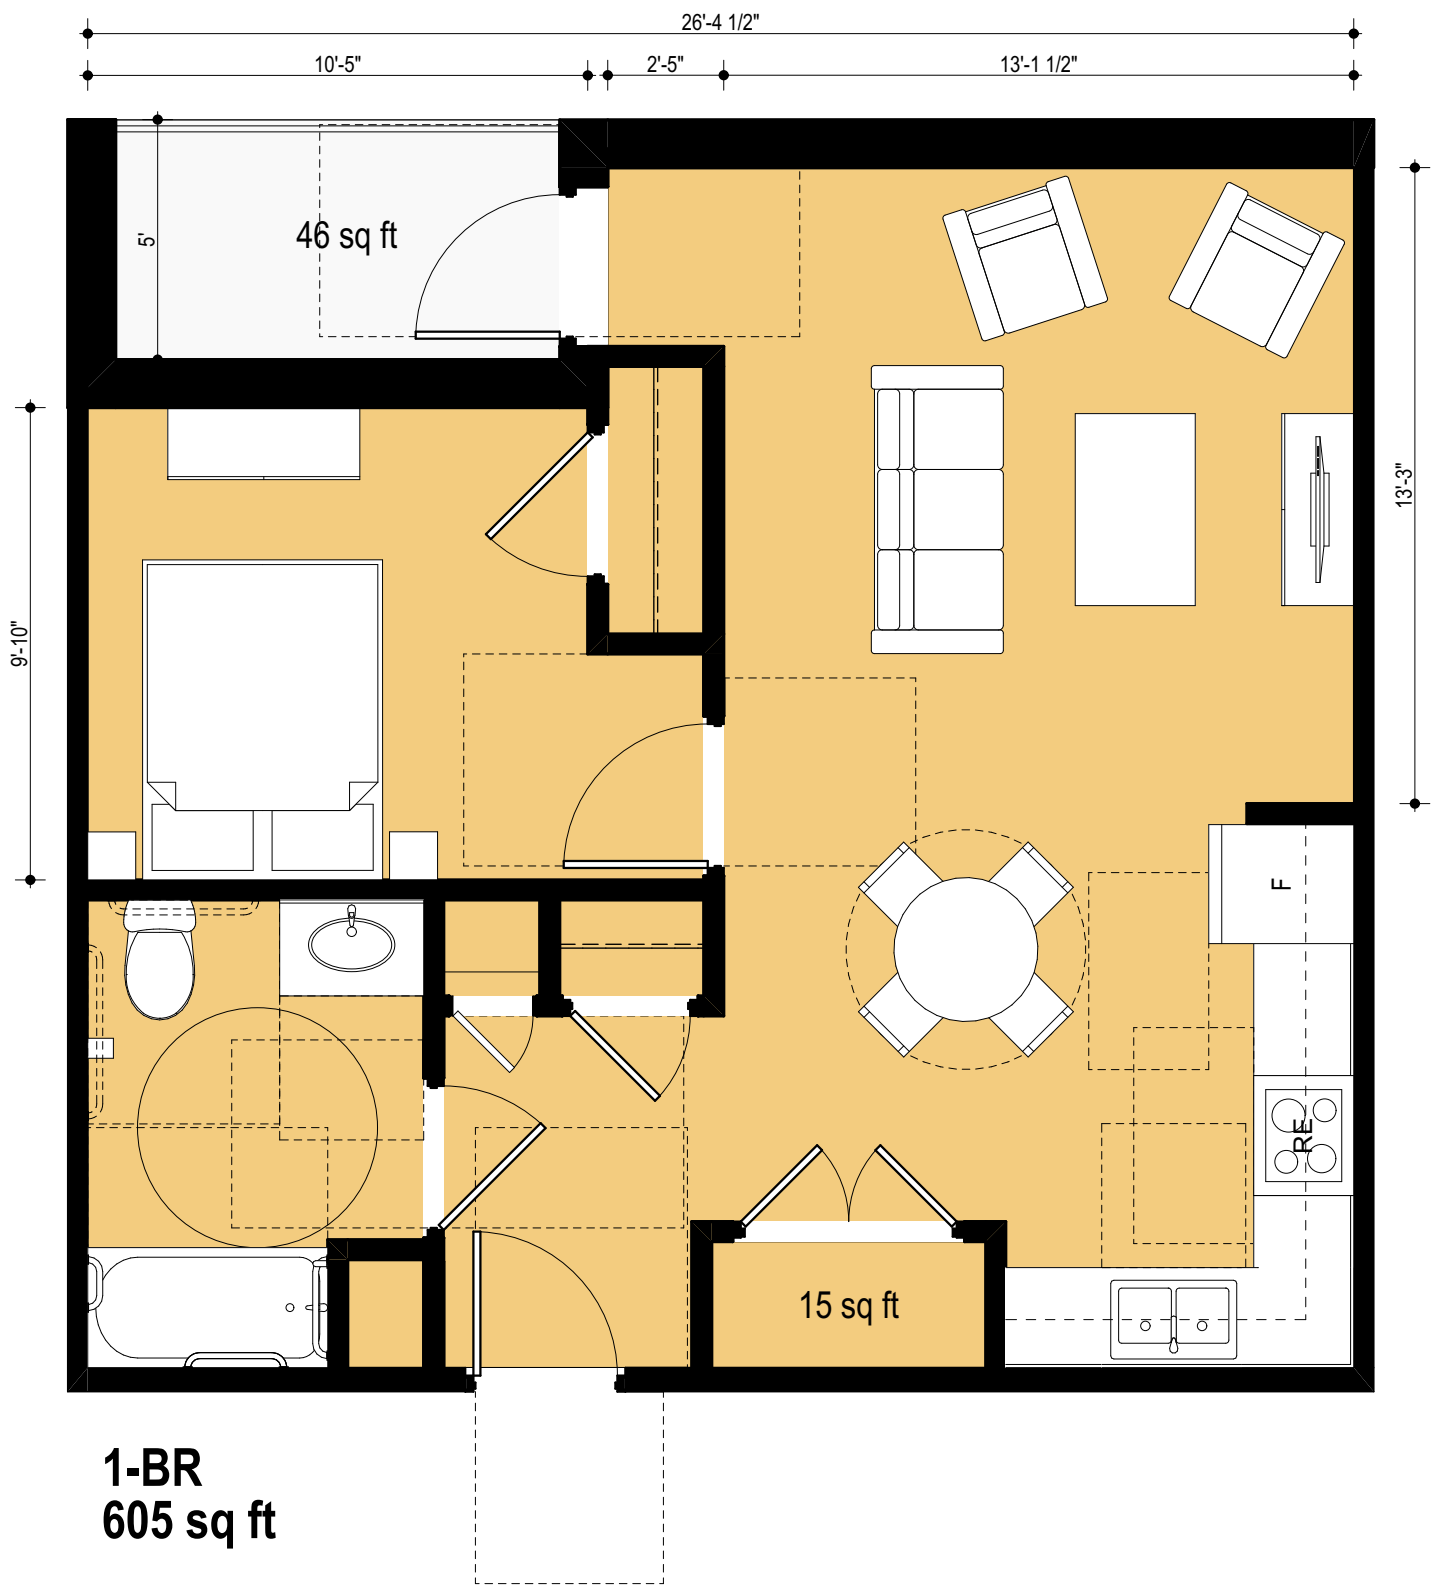 26'-4 1/2"
10'-5"
2'-5"
13'-1 1/2"
5'
46 sq ft
13'-3"
9'-10"
F
RE
15 sq ft
1-BR
605 sq ft